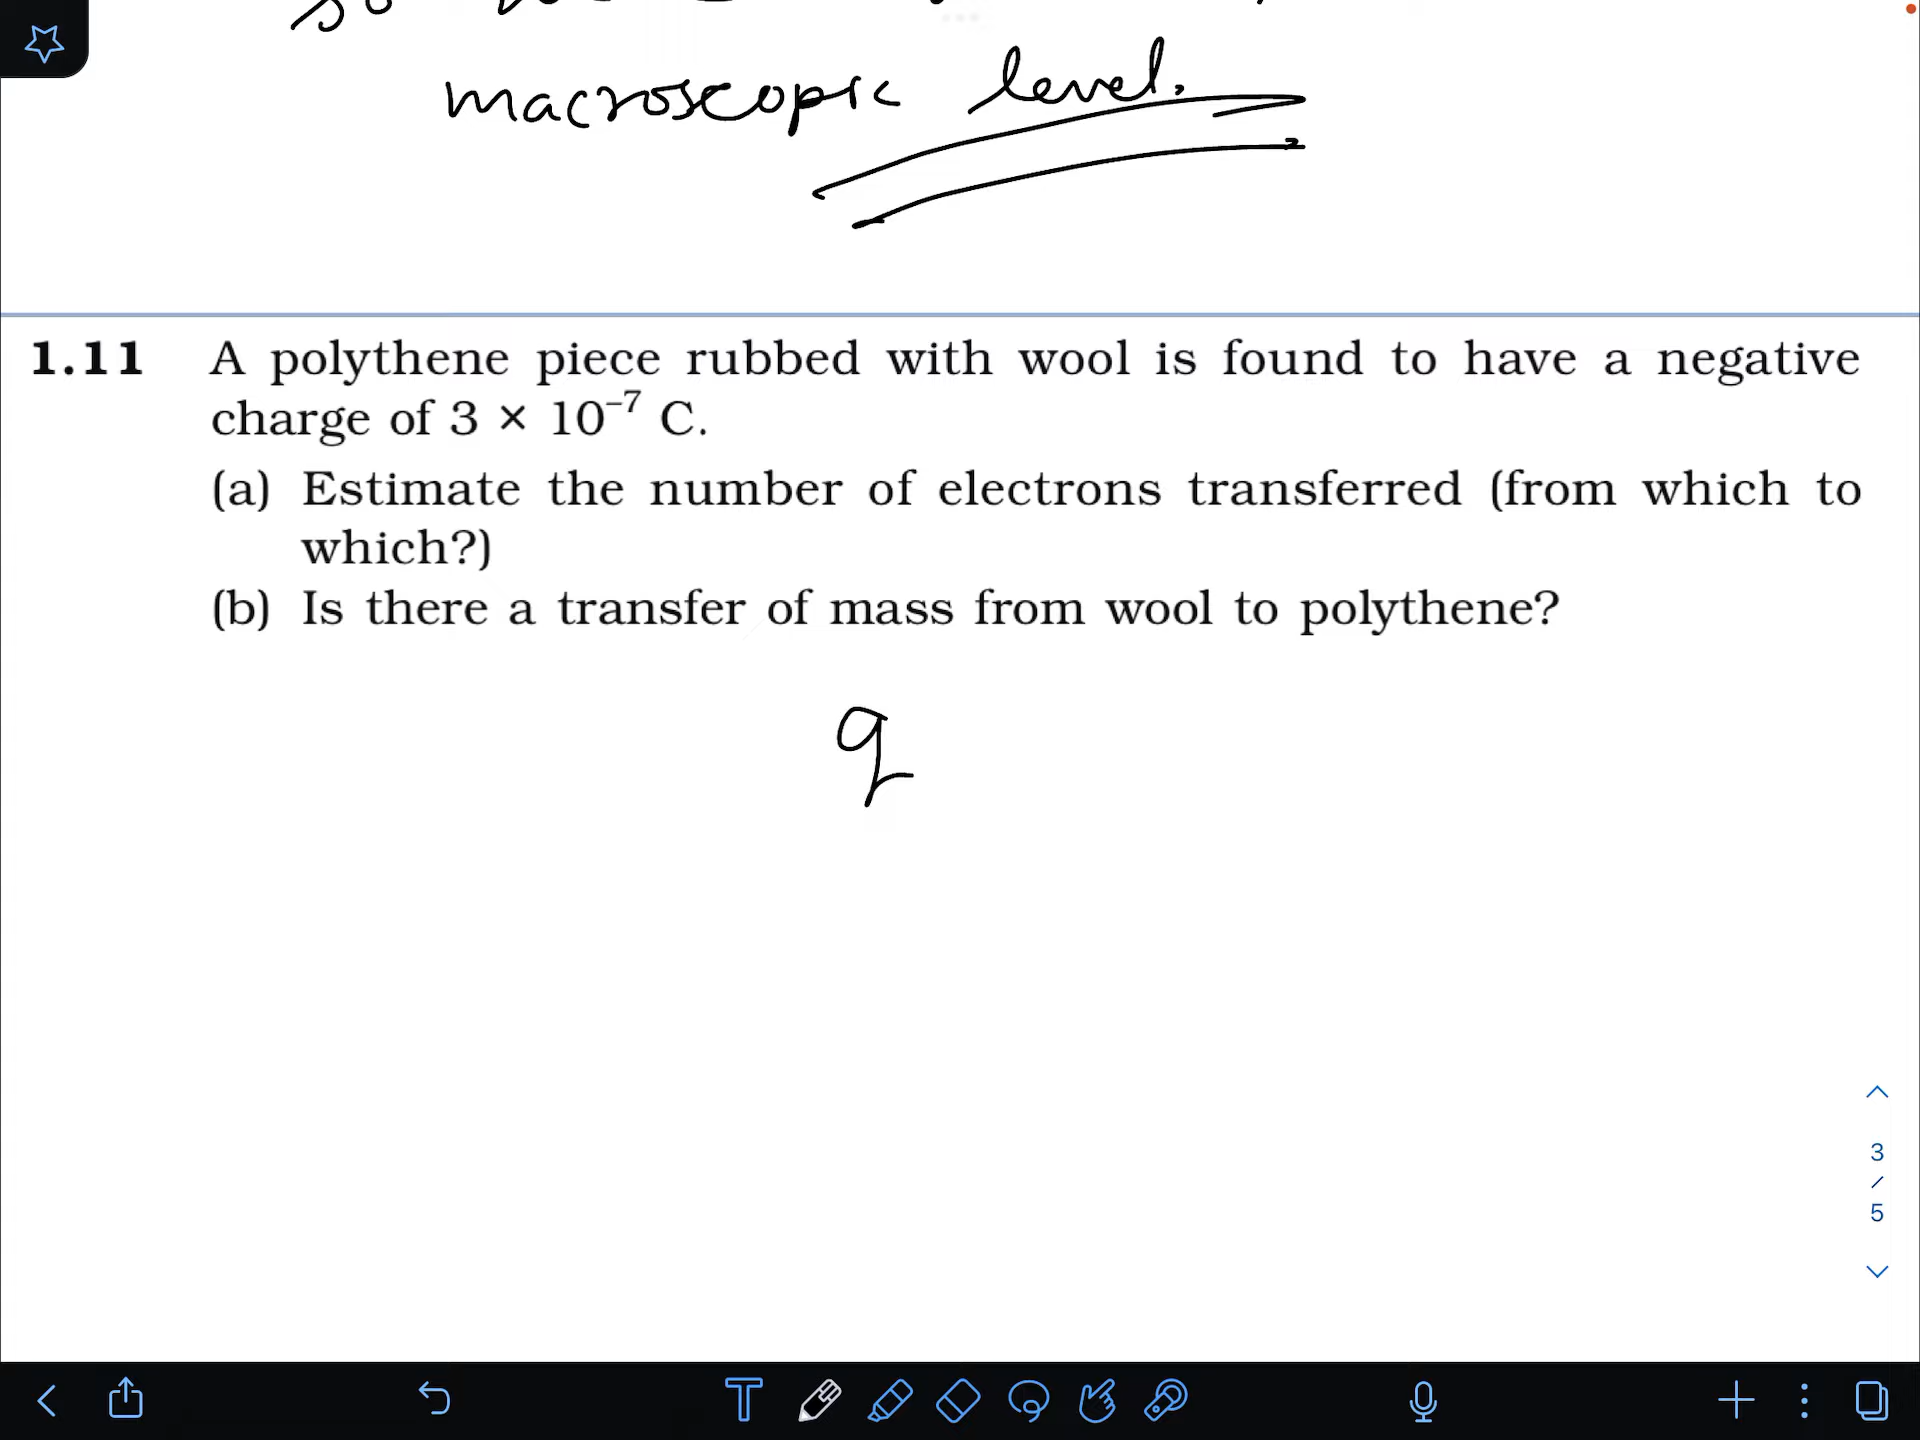 macroscopic level.
1.11 A polythene piece rubbed with wool is found to have a negative
charge of 3 × 10⁻⁷ C.
(a) Estimate the number of electrons transferred (from which to
which?)
(b) Is there a transfer of mass from wool to polythene?
q
3
/
5
T